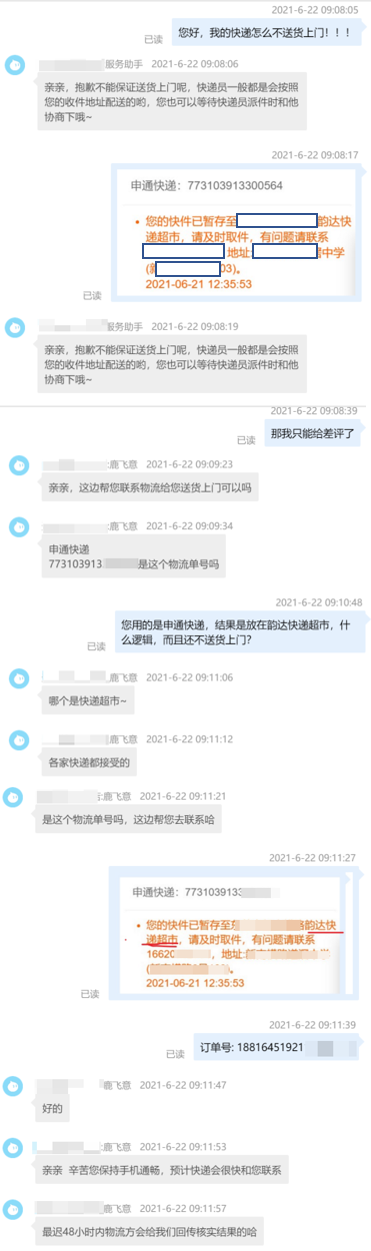 2021-6-22 09:08:05
已读
您好，我的快递怎么不送货上门！！！
服务助手 2021-6-22 09:08:06
亲亲，抱歉不能保证送货上门呢，快递员一般都是会按照
您的收件地址配送的哟，您也可以等待快递员派件时和他
协商下哦~
2021-6-22 09:08:17
申通快递：773103913300564
您的快件已暂存至 韵达快
递超市，请及时取件，有问题请联系
地址: 中学
( 03)。
2021-06-21 12:35:53
已读
服务助手 2021-6-22 09:08:19
亲亲，抱歉不能保证送货上门呢，快递员一般都是会按照
您的收件地址配送的哟，您也可以等待快递员派件时和他
协商下哦~
2021-6-22 09:08:39
已读
那我只能给差评了
:鹿飞意 2021-6-22 09:09:23
亲亲，这边帮您联系物流给您送货上门可以吗
:鹿飞意 2021-6-22 09:09:34
申通快递
773103913 是这个物流单号吗
2021-6-22 09:10:48
您用的是申通快递，结果是放在韵达快递超市，什
么逻辑，而且还不送货上门?
已读
鹿飞意 2021-6-22 09:11:06
哪个是快递超市~
鹿飞意 2021-6-22 09:11:12
各家快递都接受的
:鹿飞意 2021-6-22 09:11:21
是这个物流单号吗，这边帮您去联系哈
2021-6-22 09:11:27
申通快递：7731039133
您的快件已暂存至 韵达快
递超市，请及时取件，有问题请联系
16620 ，地址:
2021-06-21 12:35:53
已读
2021-6-22 09:11:39
已读
订单号: 18816451921
:鹿飞意 2021-6-22 09:11:47
好的
:鹿飞意 2021-6-22 09:11:53
亲亲 辛苦您保持手机通畅，预计快递会很快和您联系
:鹿飞意 2021-6-22 09:11:57
最迟48小时内物流方会给我们回传核实结果的哈